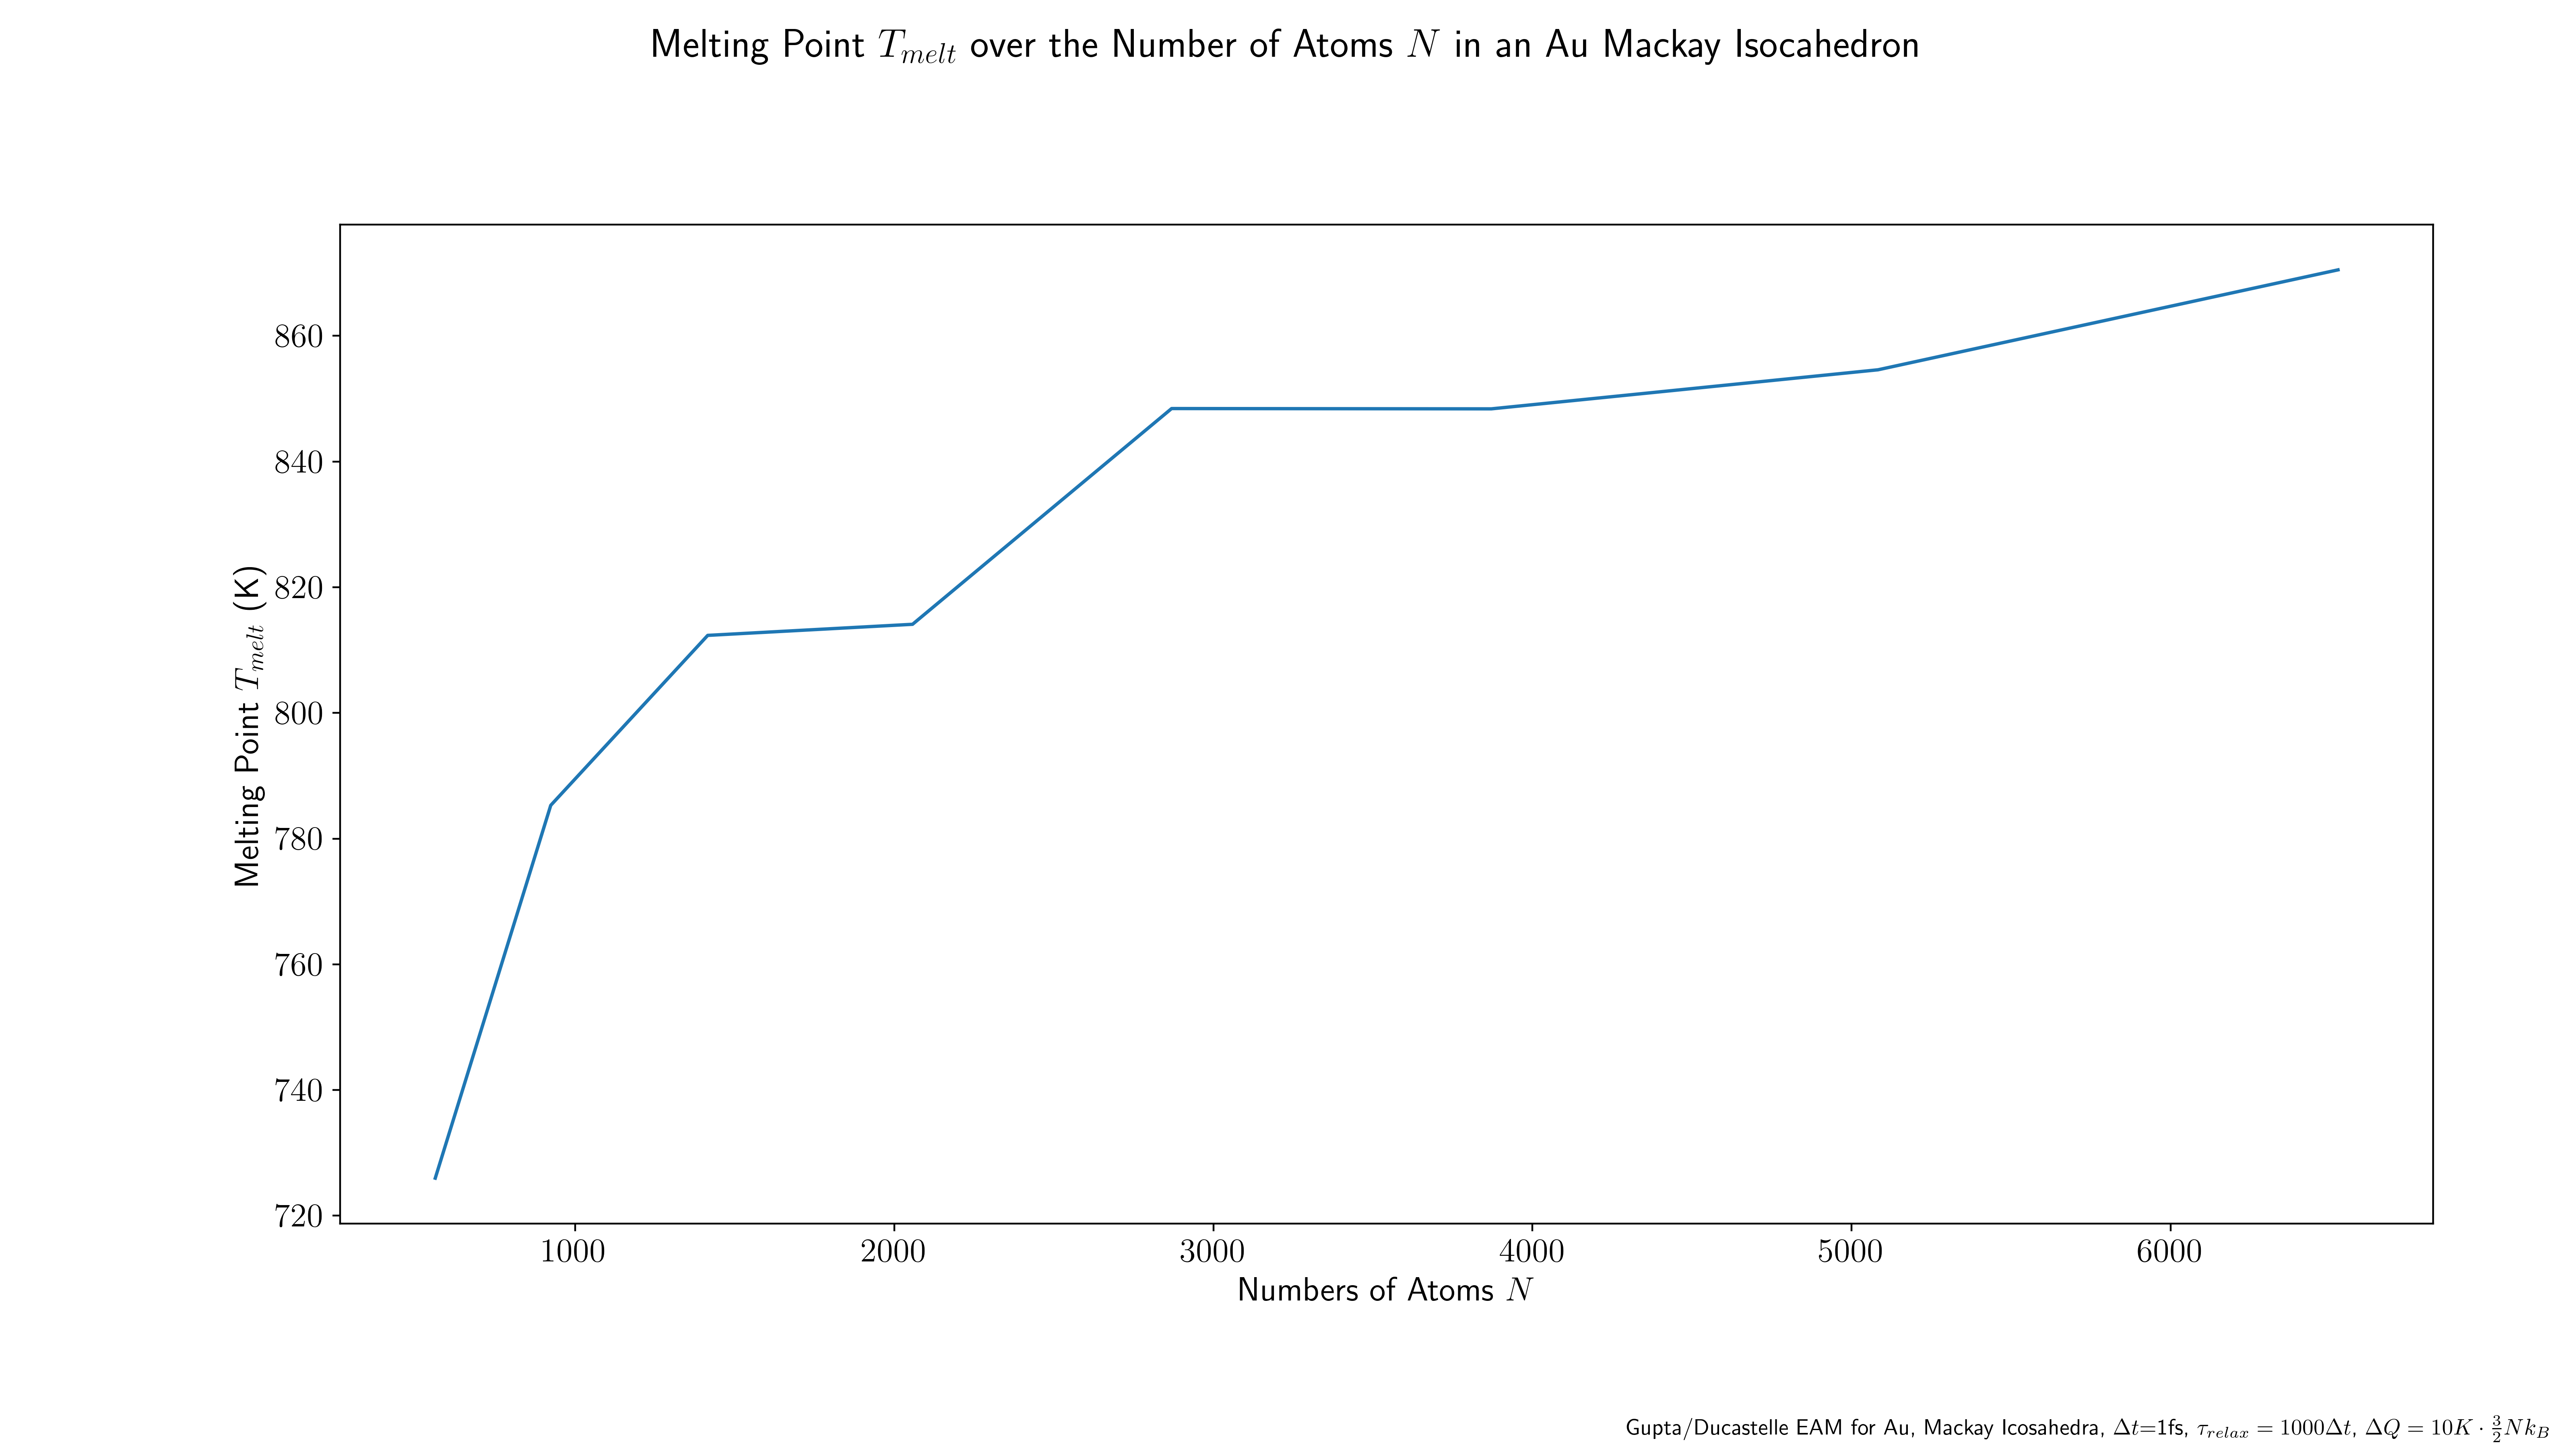 Melting Point $T_{melt}$ over the Number of Atoms $N$ in an Au Mackay Isocahedron
Melting Point $T_{melt}$ (K)
860
840
820
800
780
760
740
720
1000 2000 3000 4000 5000 6000
Numbers of Atoms $N$
Gupta/Ducastelle EAM for Au, Mackay Icosahedra, $\Delta t$=1fs, $\tau_{relax} = 1000\Delta t$, $\Delta Q = 10K \cdot \frac{3}{2} N k_B$